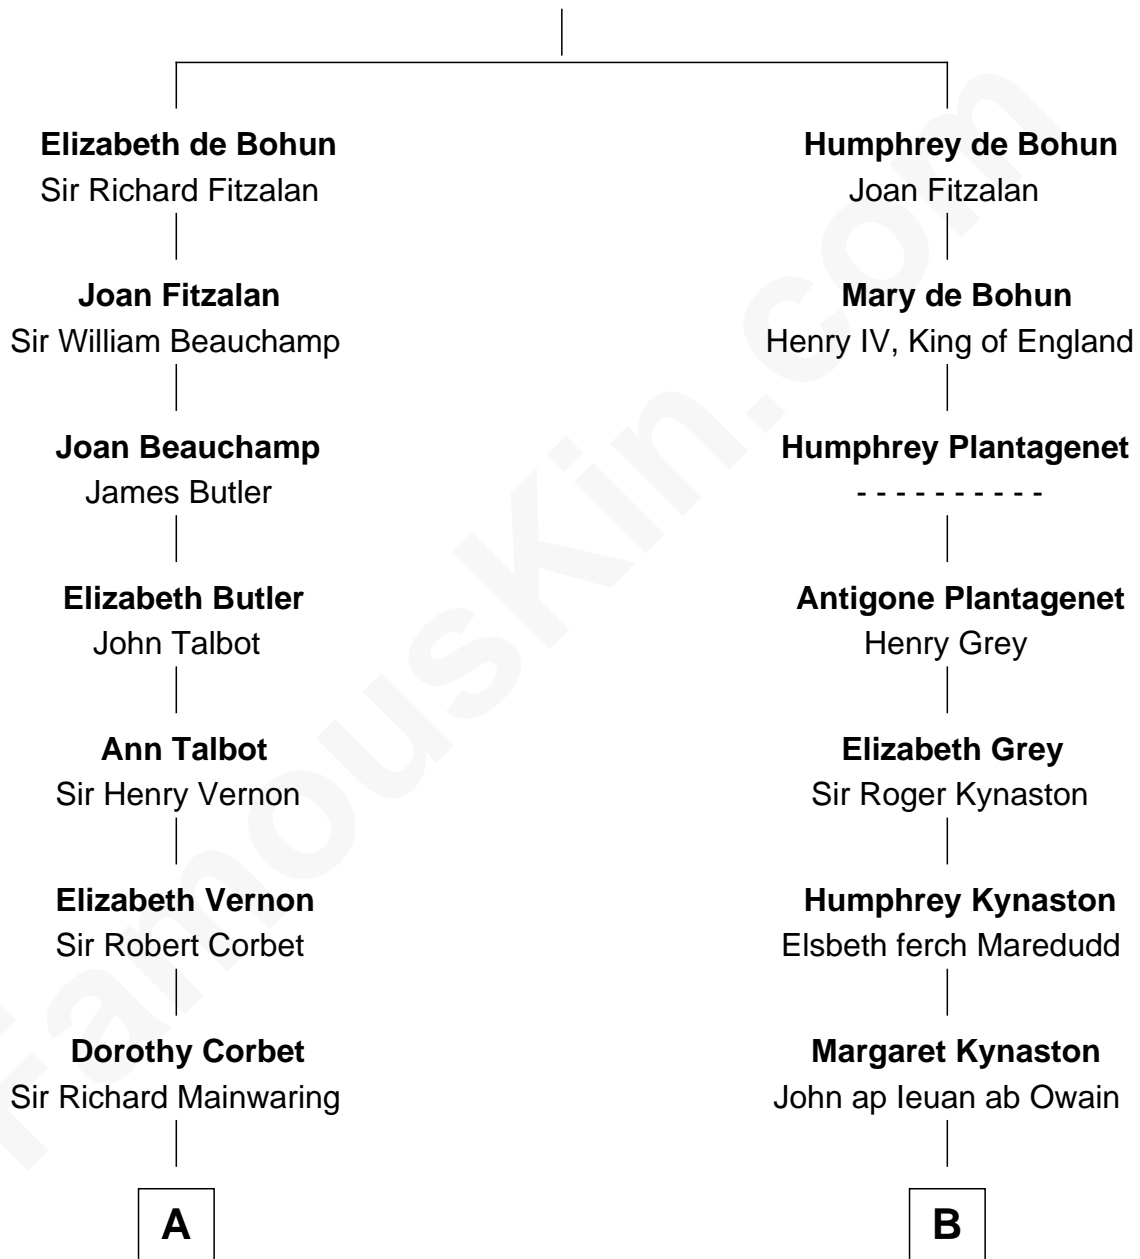 Elizabeth de Bohun
Sir Richard Fitzalan
Humphrey de Bohun
Joan Fitzalan
Joan Fitzalan
Sir William Beauchamp
Mary de Bohun
Henry IV, King of England
Joan Beauchamp
James Butler
Humphrey Plantagenet
- - - - - - - - - -
Elizabeth Butler
John Talbot
Antigone Plantagenet
Henry Grey
Ann Talbot
Sir Henry Vernon
Elizabeth Grey
Sir Roger Kynaston
Elizabeth Vernon
Sir Robert Corbet
Humphrey Kynaston
Elsbeth ferch Maredudd
Dorothy Corbet
Sir Richard Mainwaring
Margaret Kynaston
John ap Ieuan ab Owain
A
B
FamousKin.com